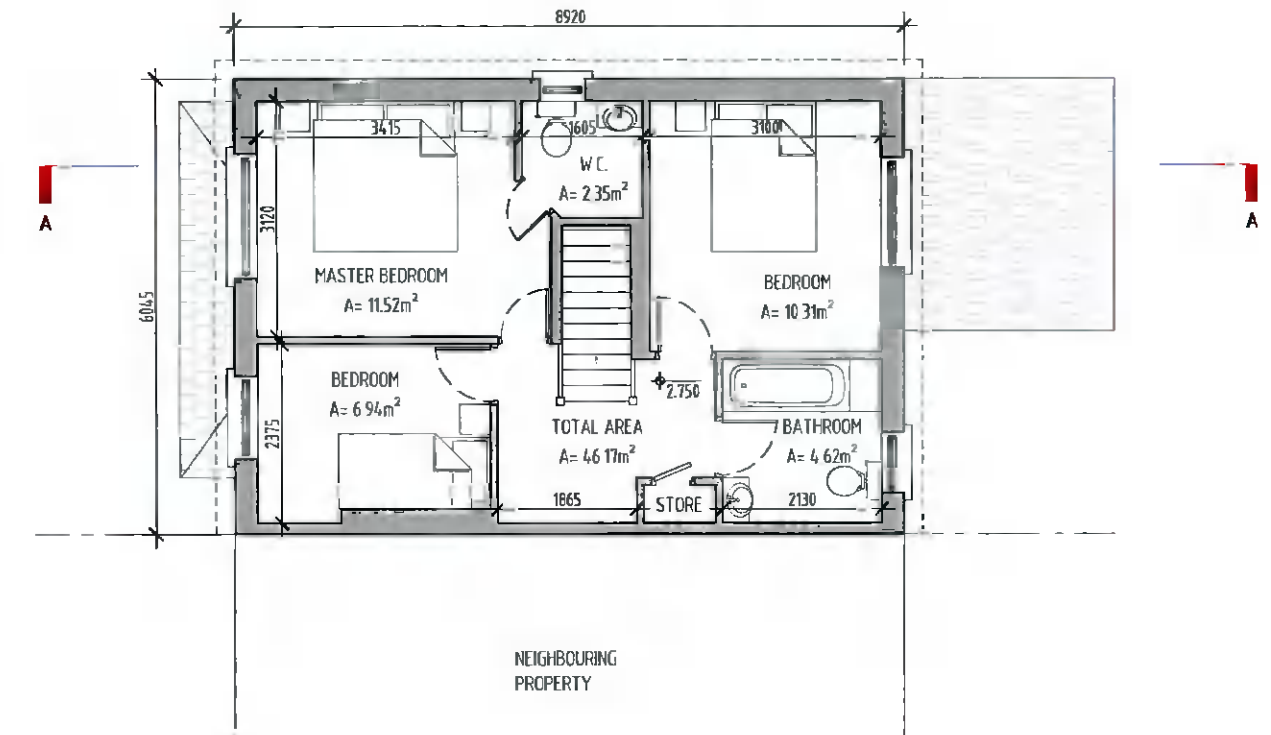 8920
3415
1605
3100
W.C.
A= 2.35m²
A
A
3120
MASTER BEDROOM
A= 11.52m²
BEDROOM
A= 10.31m²
6045
BEDROOM
A= 6.94m²
2.750
2375
TOTAL AREA
A= 46.17m²
BATHROOM
A= 4.62m²
1865
STORE
2130
NEIGHBOURING
PROPERTY